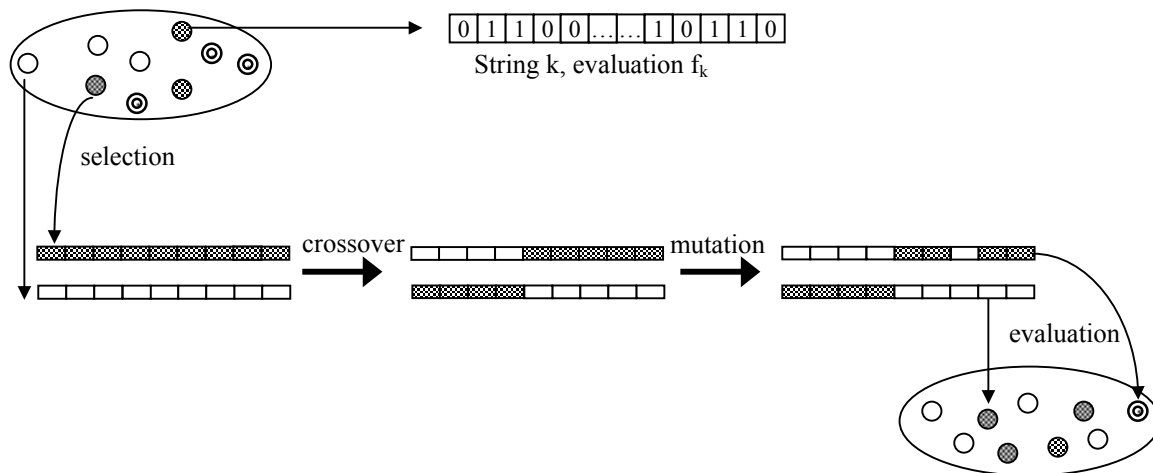 0 1 1 0 0 ... ... 1 0 1 1 0
String k, evaluation fₖ
selection
crossover
mutation
evaluation